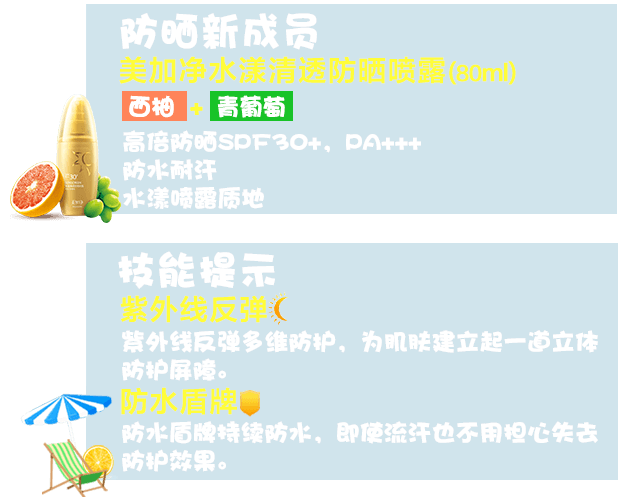 防晒新成员
美加净水漾清透防晒喷露(80ml)
西柚 + 青葡萄
高倍防晒SPF30+，PA+++
防水耐汗
水漾喷露质地
技能提示
紫外线反弹
紫外线反弹多维防护，为肌肤建立起一道立体
防护屏障。
防水盾牌
防水盾牌持续防水，即使流汗也不用担心失去
防护效果。